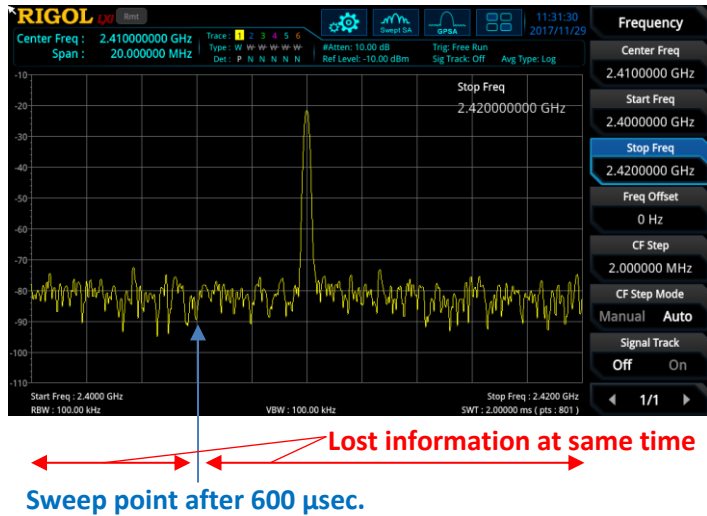 RIGOL LXI Rmt
Swept SA
GPSA
11:31:30
2017/11/29
Center Freq : 2.410000000 GHz
Span : 20.000000 MHz
Trace : 1 2 3 4 5 6
Type : W W W W W W
Det : P N N N N N
#Atten: 10.00 dB
Ref Level: -10.00 dBm
Trig: Free Run
Sig Track: Off
Avg Type: Log
-10
-20
-30
-40
-50
-60
-70
-80
-90
-100
-110
Stop Freq
2.420000000 GHz
Start Freq : 2.4000 GHz
RBW : 100.00 kHz
VBW : 100.00 kHz
Stop Freq : 2.4200 GHz
SWT : 2.00000 ms ( pts : 801 )
Frequency
Center Freq
2.4100000 GHz
Start Freq
2.4000000 GHz
Stop Freq
2.4200000 GHz
Freq Offset
0 Hz
CF Step
2.000000 MHz
CF Step Mode
Manual Auto
Signal Track
Off On
1/1
Lost information at same time
Sweep point after 600 µsec.